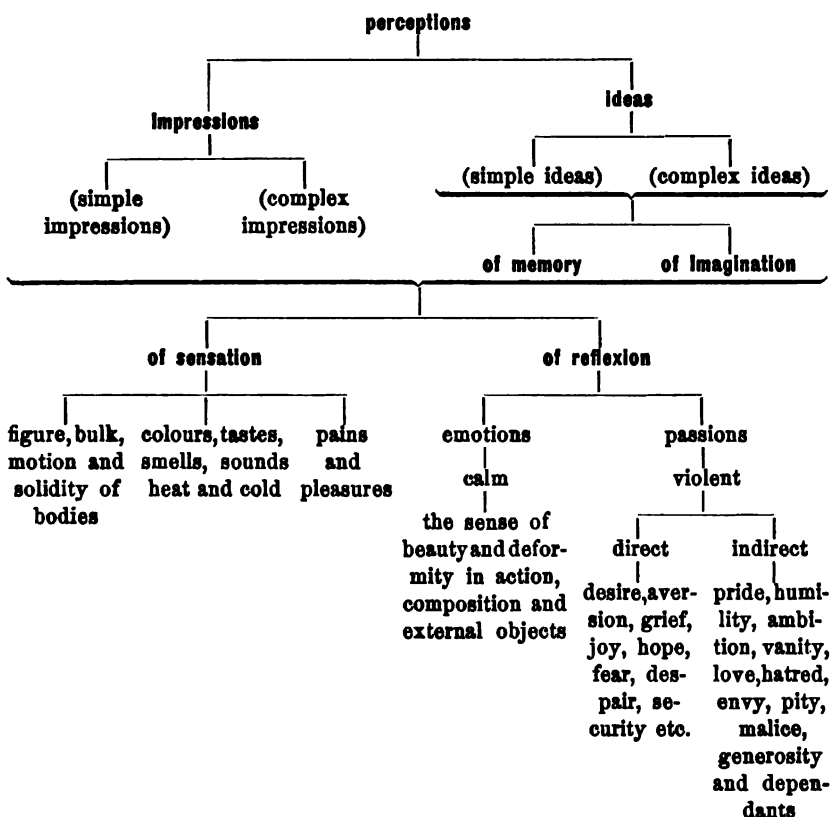 perceptions
impressions
ideas
(simple
impressions)
(complex
impressions)
(simple ideas)
(complex ideas)
of memory
of imagination
of sensation
of reflexion
figure, bulk,
motion and
solidity of
bodies
colours, tastes,
smells, sounds
heat and cold
pains
and
pleasures
emotions
calm
the sense of
beauty and defor-
mity in action,
composition and
external objects
passions
violent
direct
desire, aver-
sion, grief,
joy, hope,
fear, des-
pair, se-
curity etc.
indirect
pride, humi-
lity, ambi-
tion, vanity,
love, hatred,
envy, pity,
malice,
generosity
and depen-
dants